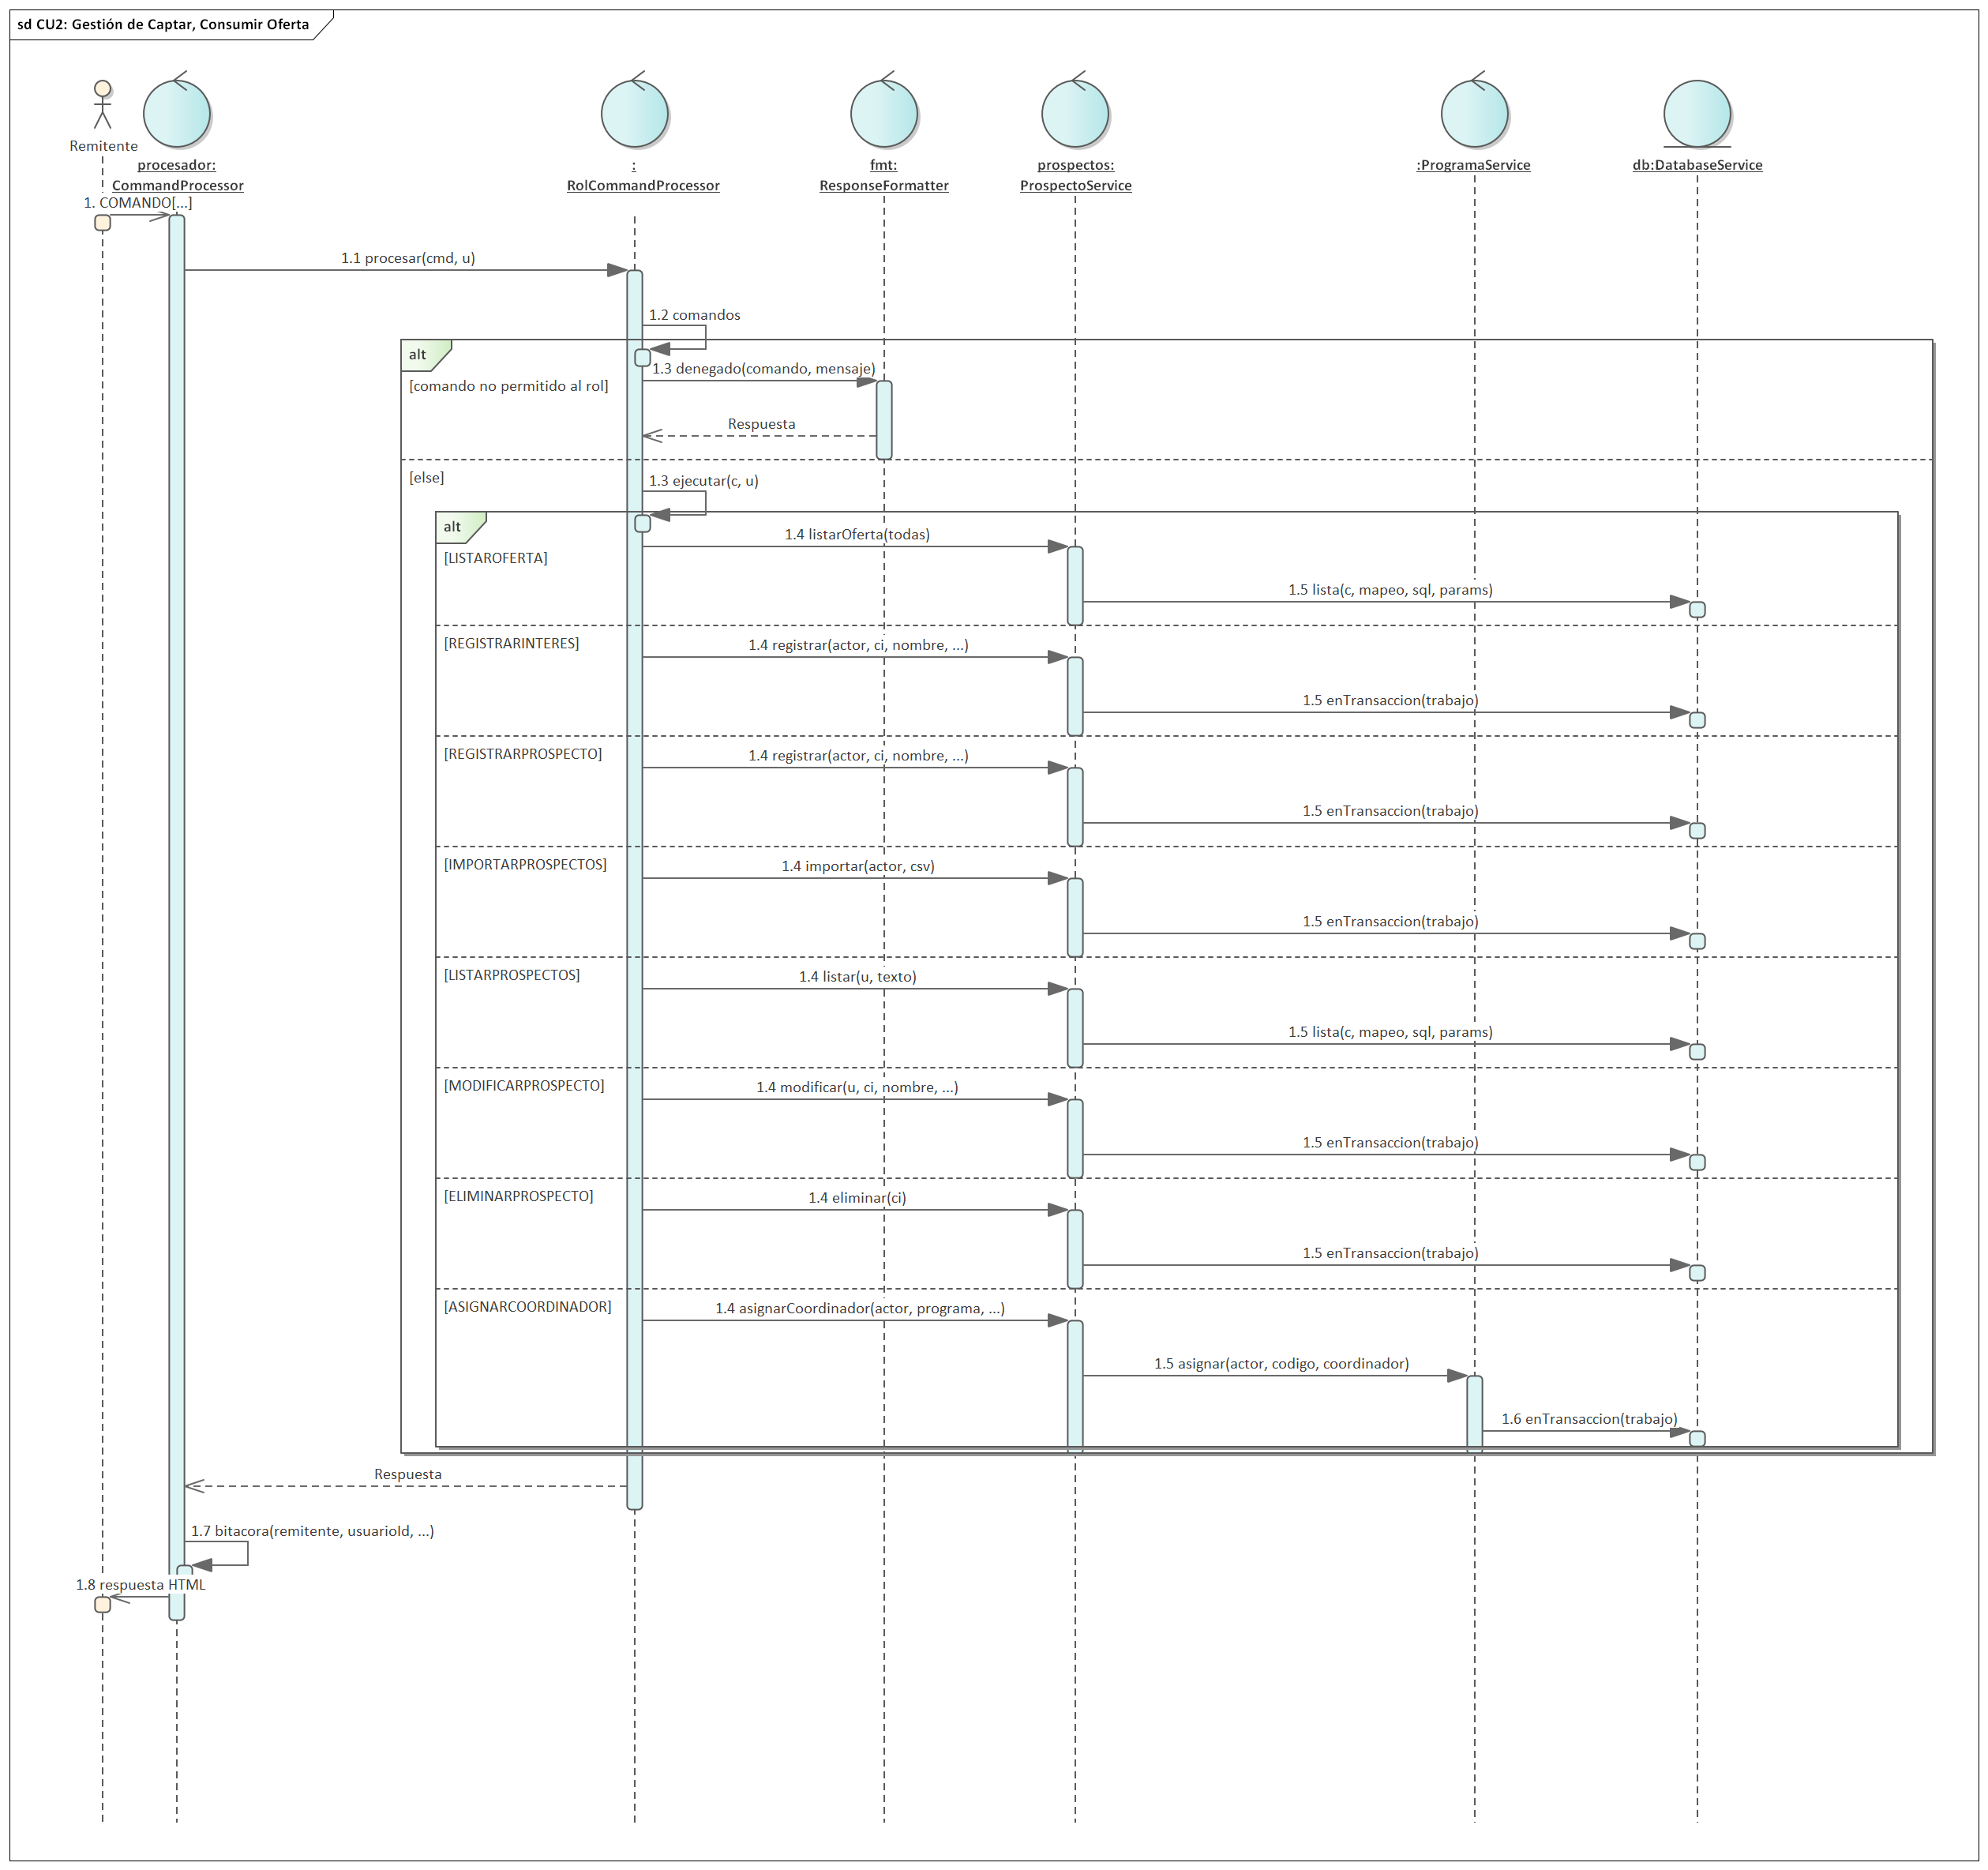 sd CU2: Gestión de Captar, Consumir Oferta
Remitente
procesador:
CommandProcessor
:
RolCommandProcessor
fmt:
ResponseFormatter
prospectos:
ProspectoService
:ProgramaService
db:DatabaseService
1. COMANDO[...]
1.1 procesar(cmd, u)
1.2 comandos
alt
1.3 denegado(comando, mensaje)
[comando no permitido al rol]
Respuesta
[else]
1.3 ejecutar(c, u)
alt
1.4 listarOferta(todas)
[LISTAROFERTA]
1.5 lista(c, mapeo, sql, params)
[REGISTRARINTERES]
1.4 registrar(actor, ci, nombre, ...)
1.5 enTransaccion(trabajo)
[REGISTRARPROSPECTO]
1.4 registrar(actor, ci, nombre, ...)
1.5 enTransaccion(trabajo)
[IMPORTARPROSPECTOS]
1.4 importar(actor, csv)
1.5 enTransaccion(trabajo)
[LISTARPROSPECTOS]
1.4 listar(u, texto)
1.5 lista(c, mapeo, sql, params)
[MODIFICARPROSPECTO]
1.4 modificar(u, ci, nombre, ...)
1.5 enTransaccion(trabajo)
[ELIMINARPROSPECTO]
1.4 eliminar(ci)
1.5 enTransaccion(trabajo)
[ASIGNARCOORDINADOR]
1.4 asignarCoordinador(actor, programa, ...)
1.5 asignar(actor, codigo, coordinador)
1.6 enTransaccion(trabajo)
Respuesta
1.7 bitacora(remitente, usuarioId, ...)
1.8 respuesta HTML